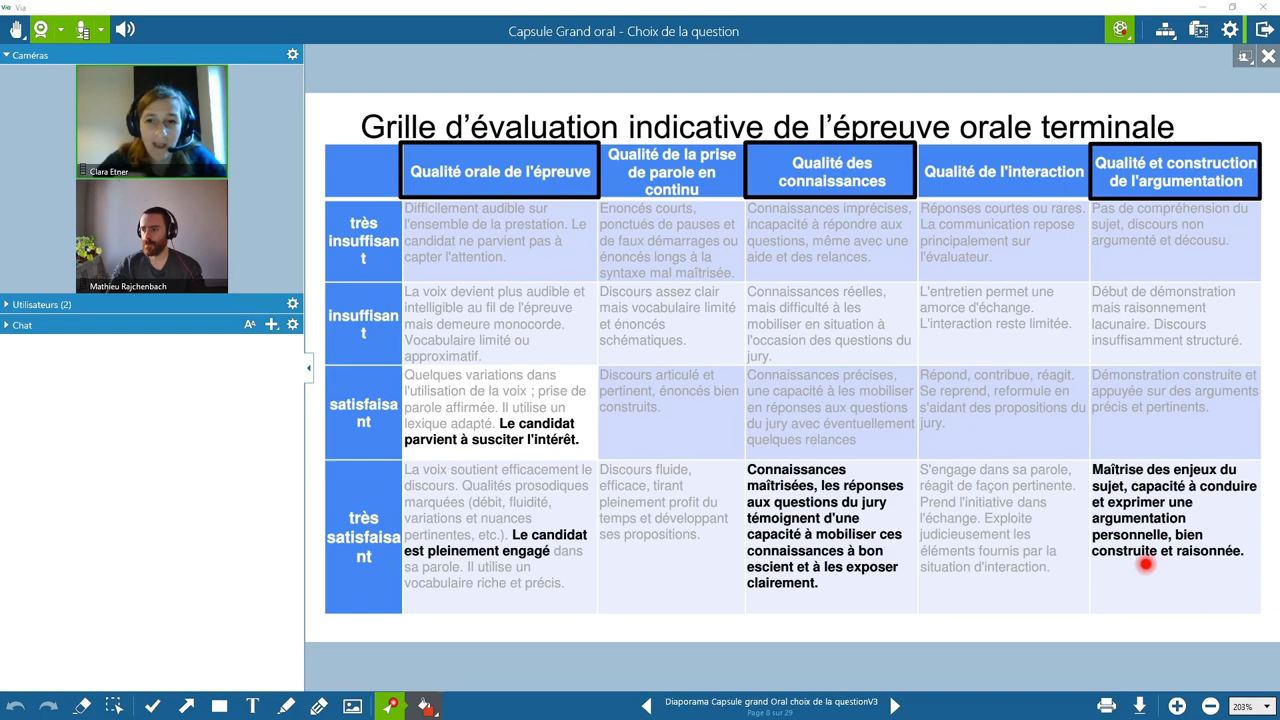 Via Via
Capsule Grand oral - Choix de la question
Caméras
Clara Etner
Mathieu Rajchenbach
Utilisateurs (2)
Chat
Grille d'évaluation indicative de l'épreuve orale terminale
Qualité orale de l'épreuve
Qualité de la prise
de parole en
continu
Qualité des
connaissances
Qualité de l'interaction
Qualité et construction
de l'argumentation
très
insuffisan
t
Difficilement audible sur
l'ensemble de la prestation. Le
candidat ne parvient pas à
capter l'attention.
Enoncés courts,
ponctués de pauses et
de faux démarrages ou
énoncés longs à la
syntaxe mal maîtrisée.
Connaissances imprécises,
incapacité à répondre aux
questions, même avec une
aide et des relances.
Réponses courtes ou rares.
La communication repose
principalement sur
l'évaluateur.
Pas de compréhension du
sujet, discours non
argumenté et décousu.
insuffisan
t
La voix devient plus audible et
intelligible au fil de l'épreuve
mais demeure monocorde.
Vocabulaire limité ou
approximatif.
Discours assez clair
mais vocabulaire limité
et énoncés
schématiques.
Connaissances réelles,
mais difficulté à les
mobiliser en situation à
l'occasion des questions du
jury.
L'entretien permet une
amorce d'échange.
L'interaction reste limitée.
Début de démonstration
mais raisonnement
lacunaire. Discours
insuffisamment structuré.
satisfaisa
nt
Quelques variations dans
l'utilisation de la voix ; prise de
parole affirmée. Il utilise un
lexique adapté. Le candidat
parvient à susciter l'intérêt.
Discours articulé et
pertinent, énoncés bien
construits.
Connaissances précises,
une capacité à les mobiliser
en réponses aux questions
du jury avec éventuellement
quelques relances
Répond, contribue, réagit.
Se reprend, reformule en
s'aidant des propositions du
jury.
Démonstration construite et
appuyée sur des arguments
précis et pertinents.
très
satisfaisa
nt
La voix soutient efficacement le
discours. Qualités prosodiques
marquées (débit, fluidité,
variations et nuances
pertinentes, etc.). Le candidat
est pleinement engagé dans
sa parole. Il utilise un
vocabulaire riche et précis.
Discours fluide,
efficace, tirant
pleinement profit du
temps et développant
ses propositions.
Connaissances
maîtrisées, les réponses
aux questions du jury
témoignent d'une
capacité à mobiliser ces
connaissances à bon
escient et à les exposer
clairement.
S'engage dans sa parole,
réagit de façon pertinente.
Prend l'initiative dans
l'échange. Exploite
judicieusement les
éléments fournis par la
situation d'interaction.
Maîtrise des enjeux du
sujet, capacité à conduire
et exprimer une
argumentation
personnelle, bien
construite et raisonnée.
Diaporama Capsule grand Oral choix de la questionV3
Page 8 sur 29
203%